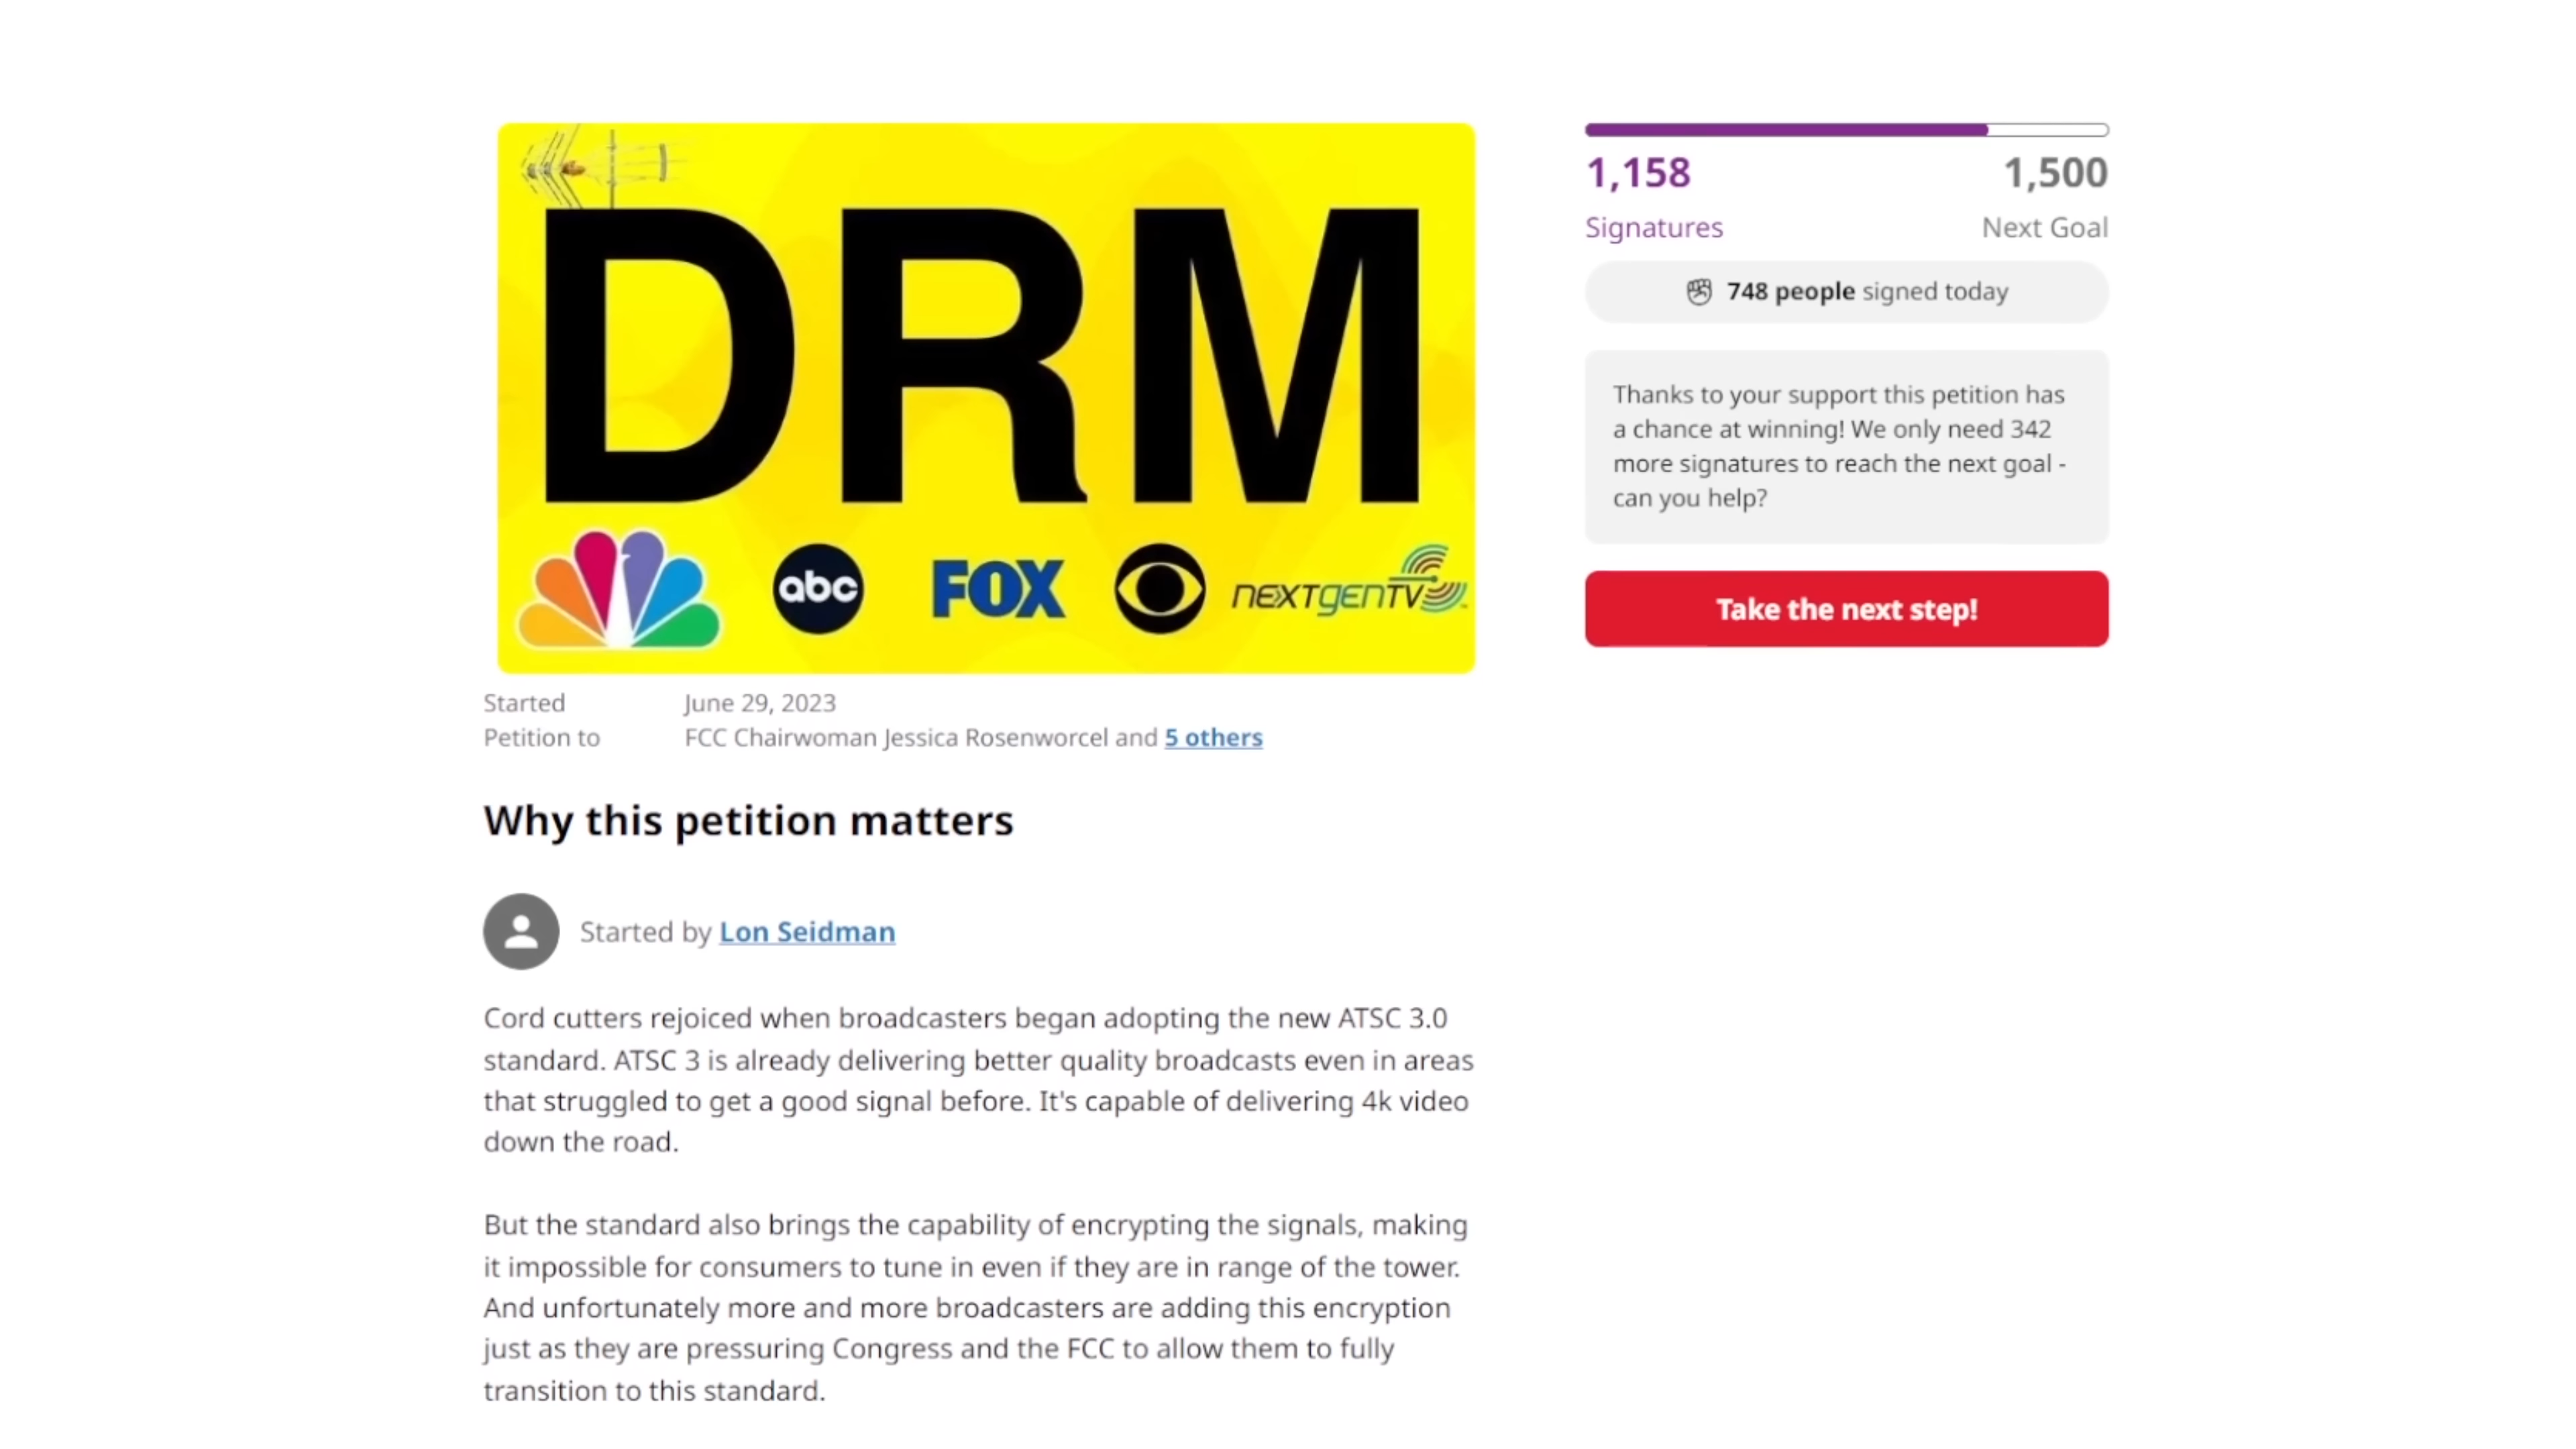 DRM
abc
FOX
NEXTGENTV
Started June 29, 2023
Petition to FCC Chairwoman Jessica Rosenworcel and 5 others
Why this petition matters
Started by Lon Seidman
Cord cutters rejoiced when broadcasters began adopting the new ATSC 3.0
standard. ATSC 3 is already delivering better quality broadcasts even in areas
that struggled to get a good signal before. It's capable of delivering 4k video
down the road.
But the standard also brings the capability of encrypting the signals, making
it impossible for consumers to tune in even if they are in range of the tower.
And unfortunately more and more broadcasters are adding this encryption
just as they are pressuring Congress and the FCC to allow them to fully
transition to this standard.
1,158 1,500
Signatures Next Goal
748 people signed today
Thanks to your support this petition has
a chance at winning! We only need 342
more signatures to reach the next goal -
can you help?
Take the next step!